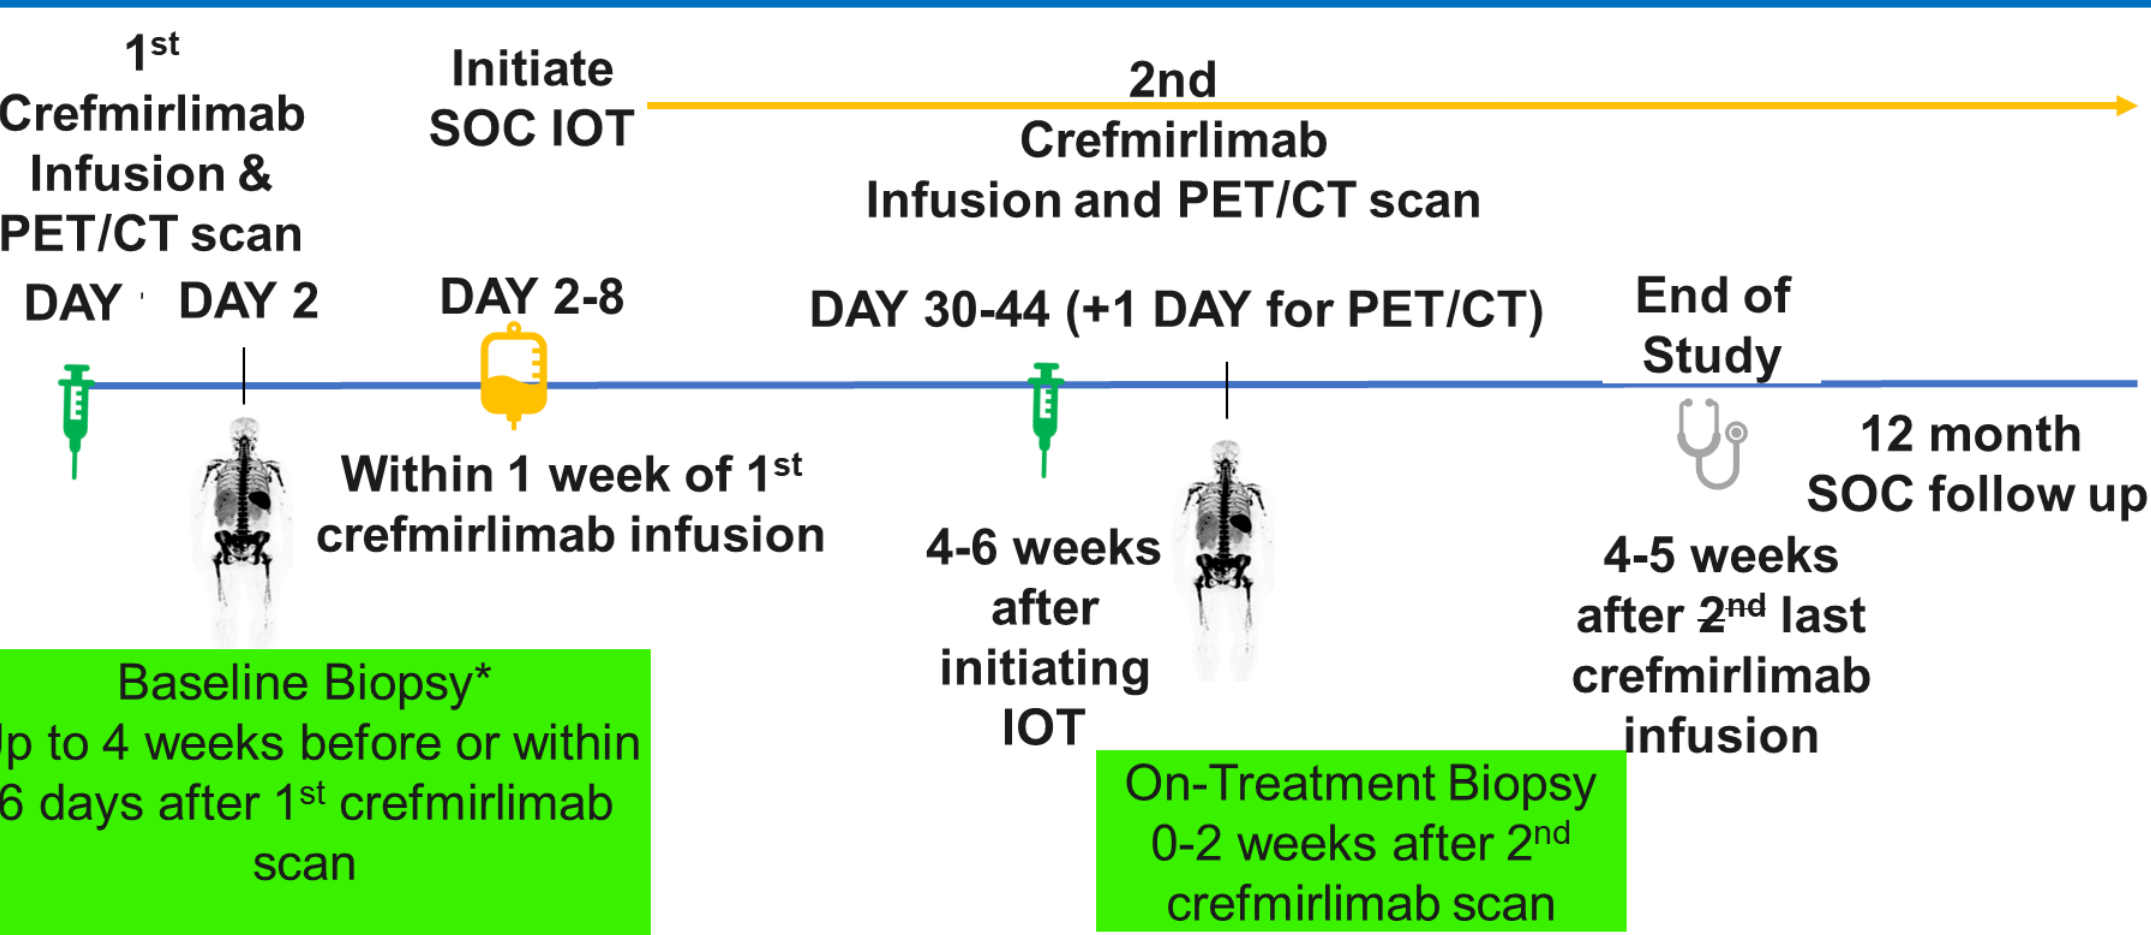 1st
Crefmirlimab
Infusion &
PET/CT scan
DAY
DAY 2
Initiate
SOC IOT
DAY 2-8
Within 1 week of 1st
crefmirlimab infusion
2nd
Crefmirlimab
Infusion and PET/CT scan
DAY 30-44 (+1 DAY for PET/CT)
4-6 weeks
after
initiating
IOT
End of
Study
4-5 weeks
after 2nd last
crefmirlimab
infusion
12 month
SOC follow up
Baseline Biopsy*
to 4 weeks before or within
6 days after 1st crefmirlimab
scan
On-Treatment Biopsy
0-2 weeks after 2nd
crefmirlimab scan